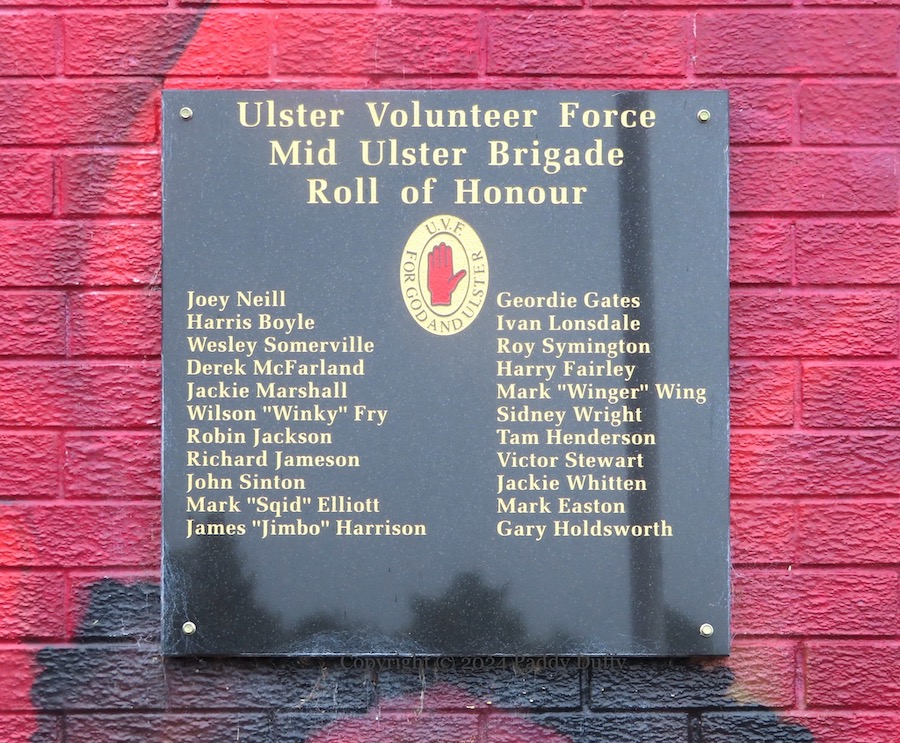 Ulster Volunteer Force
Mid Ulster Brigade
Roll of Honour
U.V.F.
FOR GOD AND ULSTER
Joey Neill
Harris Boyle
Wesley Somerville
Derek McFarland
Jackie Marshall
Wilson "Winky" Fry
Robin Jackson
Richard Jameson
John Sinton
Mark "Sqid" Elliott
James "Jimbo" Harrison
Geordie Gates
Ivan Lonsdale
Roy Symington
Harry Fairley
Mark "Winger" Wing
Sidney Wright
Tam Henderson
Victor Stewart
Jackie Whitten
Mark Easton
Gary Holdsworth
Copyright © 2024 Paddy Duffy